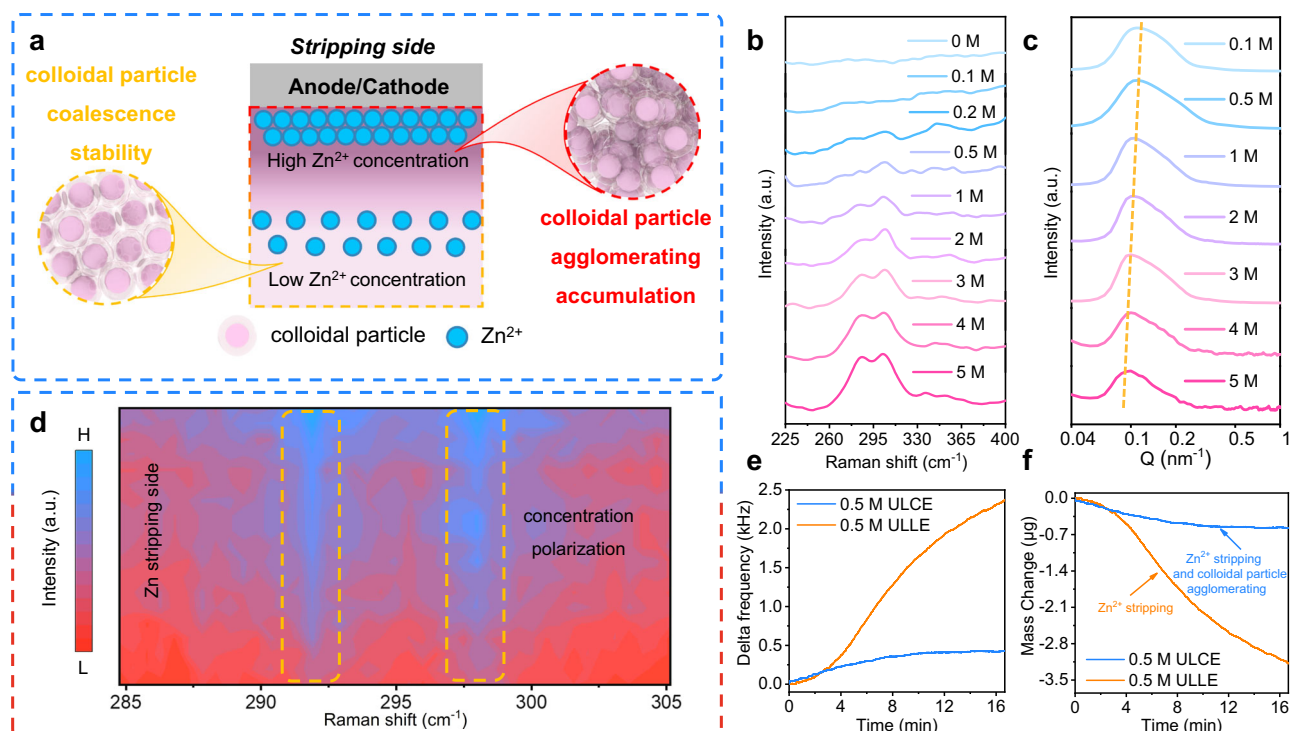 a
Stripping side
Anode/Cathode
colloidal particle
coalescence
stability
High Zn²⁺ concentration
Low Zn²⁺ concentration
colloidal particle
agglomerating
accumulation
colloidal particle
Zn²⁺
b
Intensity (a.u.)
0 M
0.1 M
0.2 M
0.5 M
1 M
2 M
3 M
4 M
5 M
225 260 295 330 365 400
Raman shift (cm⁻¹)
c
Intensity (a.u.)
0.1 M
0.5 M
1 M
2 M
3 M
4 M
5 M
0.04 0.1 0.2 0.5 1
Q (nm⁻¹)
d
H
Intensity (a.u.)
L
Zn stripping side
concentration
polarization
285 290 295 300 305
Raman shift (cm⁻¹)
e
Delta frequency (kHz)
2.5
2.0
1.5
1.0
0.5
0.0
0.5 M ULCE
0.5 M ULLE
0 4 8 12 16
Time (min)
f
Mass Change (μg)
0.0
-0.7
-1.4
-2.1
-2.8
-3.5
Zn²⁺ stripping
and colloidal particle
agglomerating
Zn²⁺ stripping
0.5 M ULCE
0.5 M ULLE
0 4 8 12 16
Time (min)